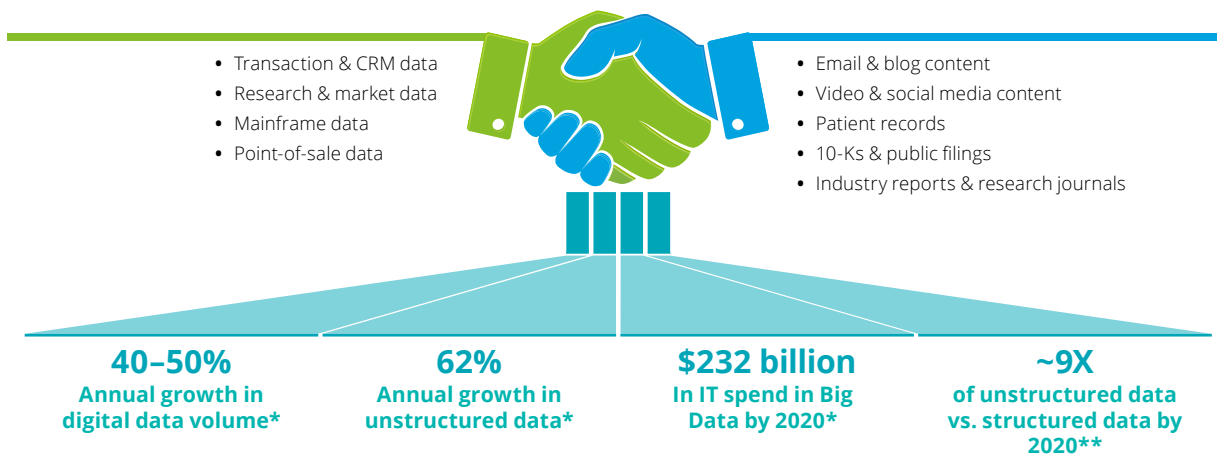 • Transaction & CRM data
• Research & market data
• Mainframe data
• Point-of-sale data
• Email & blog content
• Video & social media content
• Patient records
• 10-Ks & public filings
• Industry reports & research journals
40–50%
Annual growth in
digital data volume*
62%
Annual growth in
unstructured data*
$232 billion
In IT spend in Big
Data by 2020*
~9X
of unstructured data
vs. structured data by
2020**